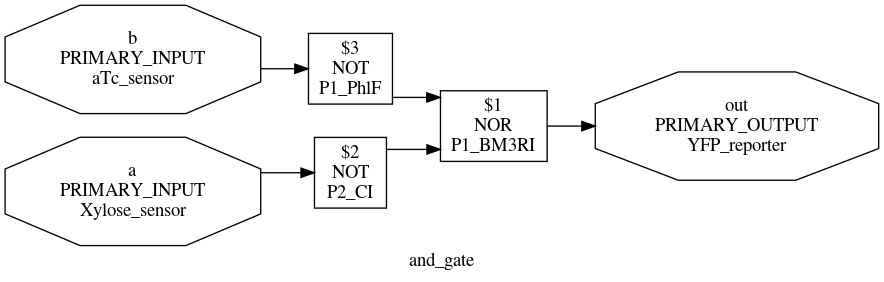 b
PRIMARY_INPUT
aTc_sensor
$3
NOT
P1_PhlF
a
PRIMARY_INPUT
Xylose_sensor
$2
NOT
P2_CI
$1
NOR
P1_BM3RI
out
PRIMARY_OUTPUT
YFP_reporter
and_gate